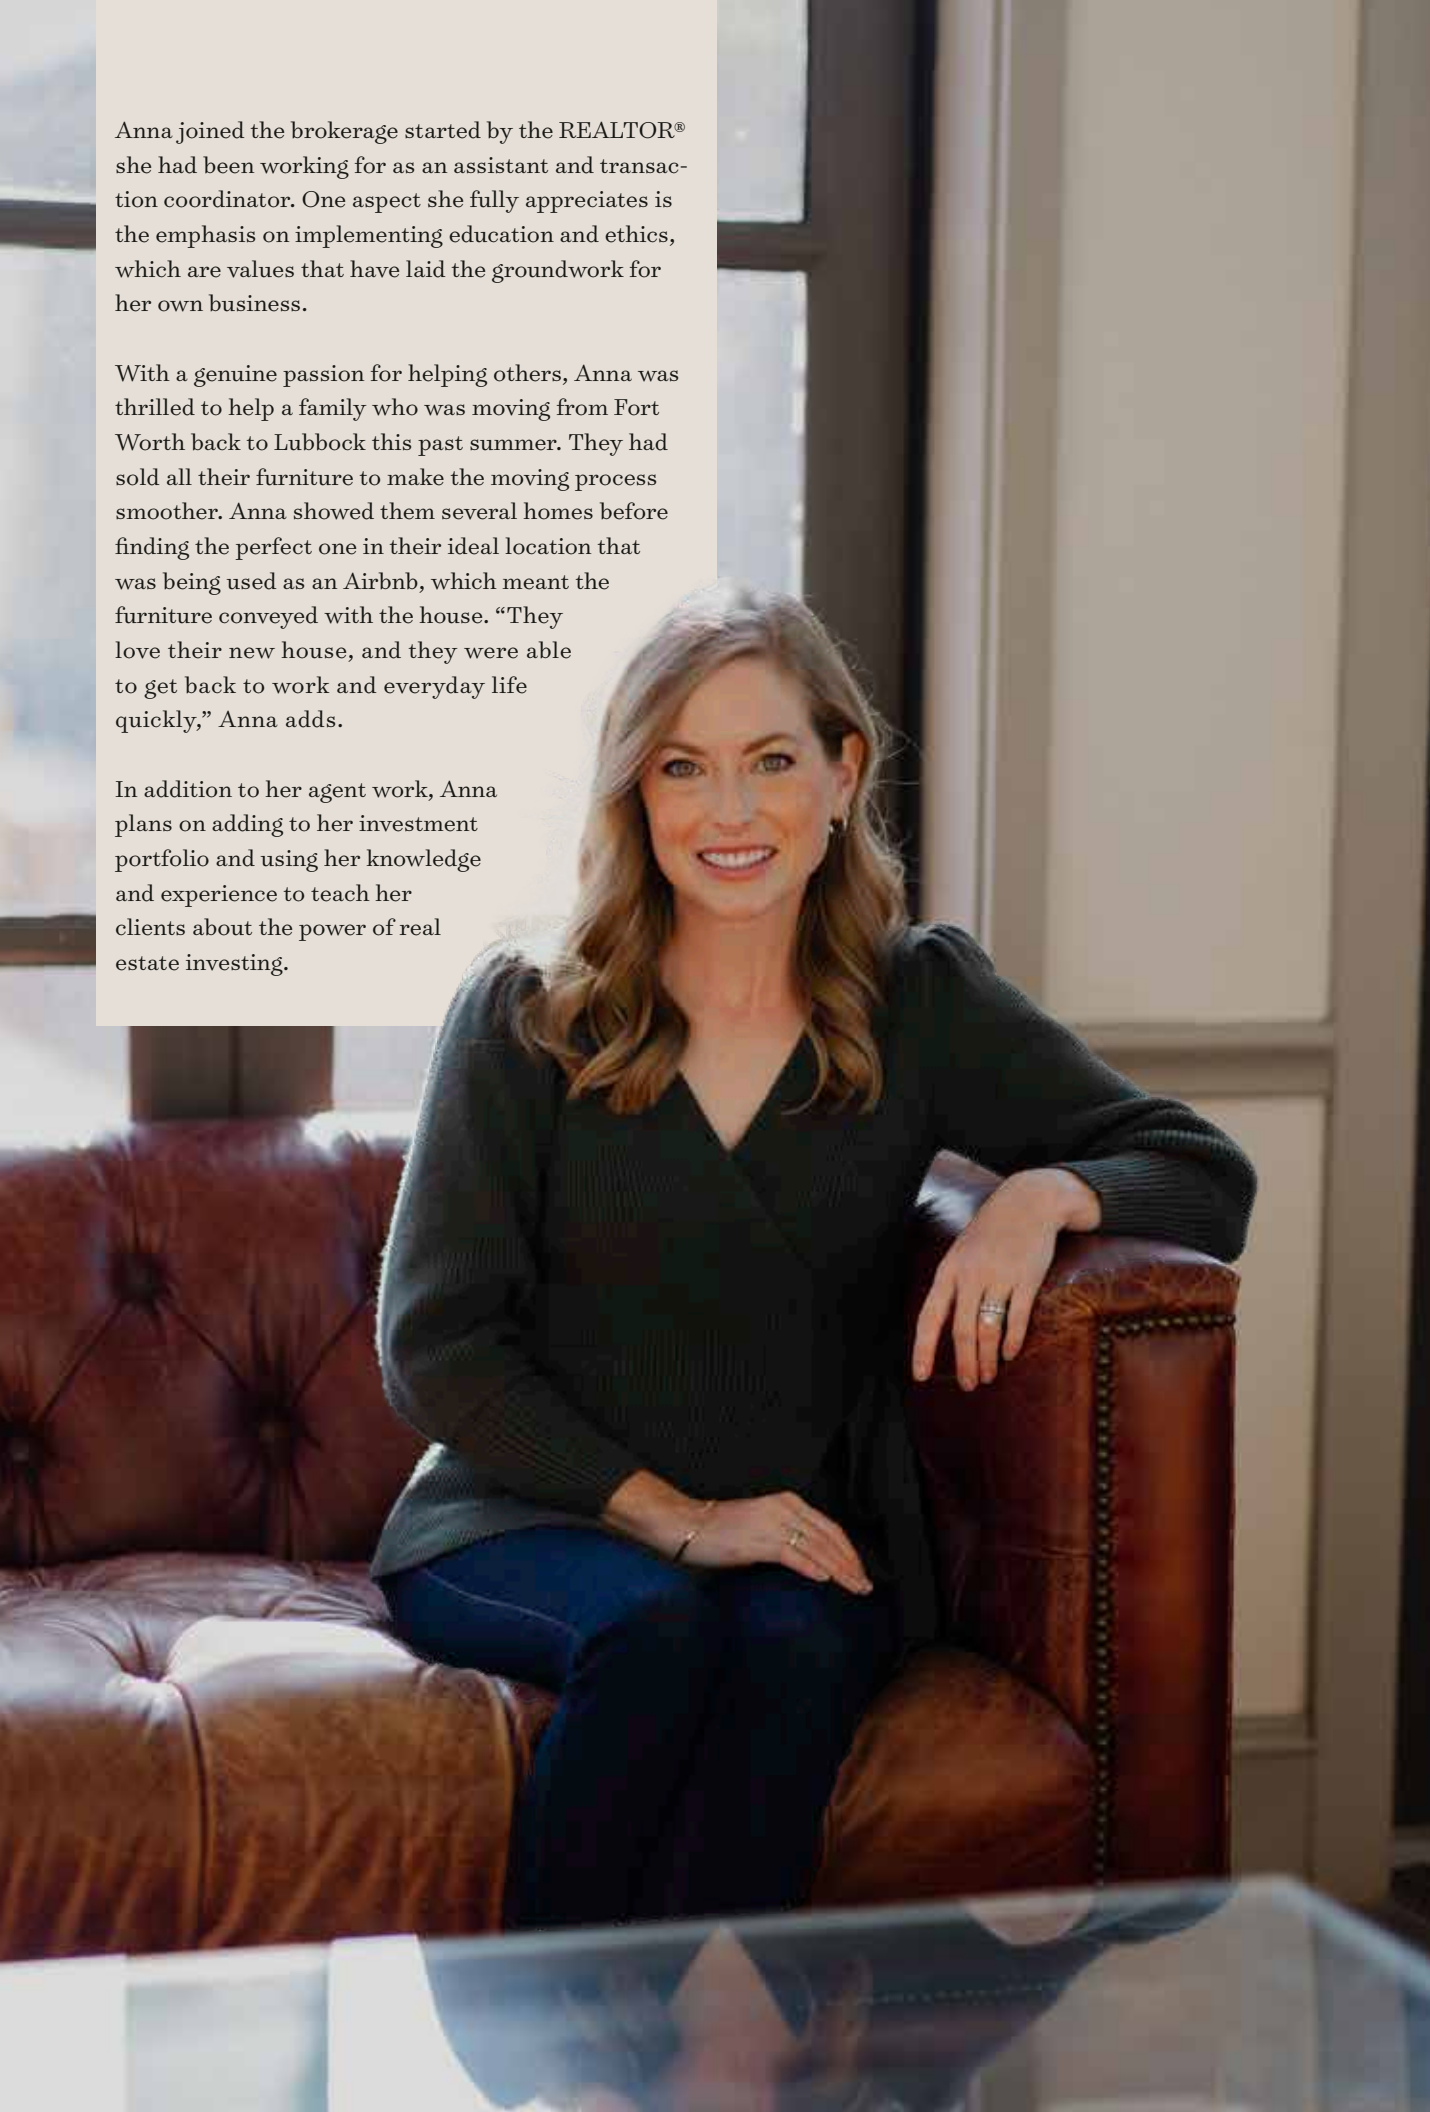 Anna joined the brokerage started by the REALTOR®
she had been working for as an assistant and transac-
tion coordinator. One aspect she fully appreciates is
the emphasis on implementing education and ethics,
which are values that have laid the groundwork for
her own business.
With a genuine passion for helping others, Anna was
thrilled to help a family who was moving from Fort
Worth back to Lubbock this past summer. They had
sold all their furniture to make the moving process
smoother. Anna showed them several homes before
finding the perfect one in their ideal location that
was being used as an Airbnb, which meant the
furniture conveyed with the house. “They
love their new house, and they were able
to get back to work and everyday life
quickly,” Anna adds.
In addition to her agent work, Anna
plans on adding to her investment
portfolio and using her knowledge
and experience to teach her
clients about the power of real
estate investing.